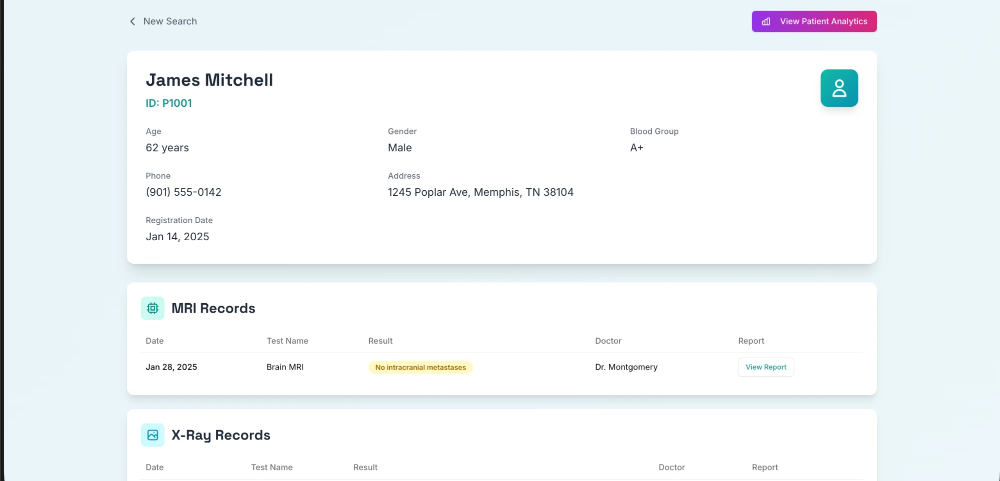 New Search
View Patient Analytics
James Mitchell
ID: P1001
Age
Gender
Blood Group
62 years
Male
A+
Phone
Address
(901) 555-0142
1245 Poplar Ave, Memphis, TN 38104
Registration Date
Jan 14, 2025
MRI Records
Date Test Name Result Doctor Report
Jan 28, 2025 Brain MRI No intracranial metastases Dr. Montgomery View Report
X-Ray Records
Date Test Name Result Doctor Report